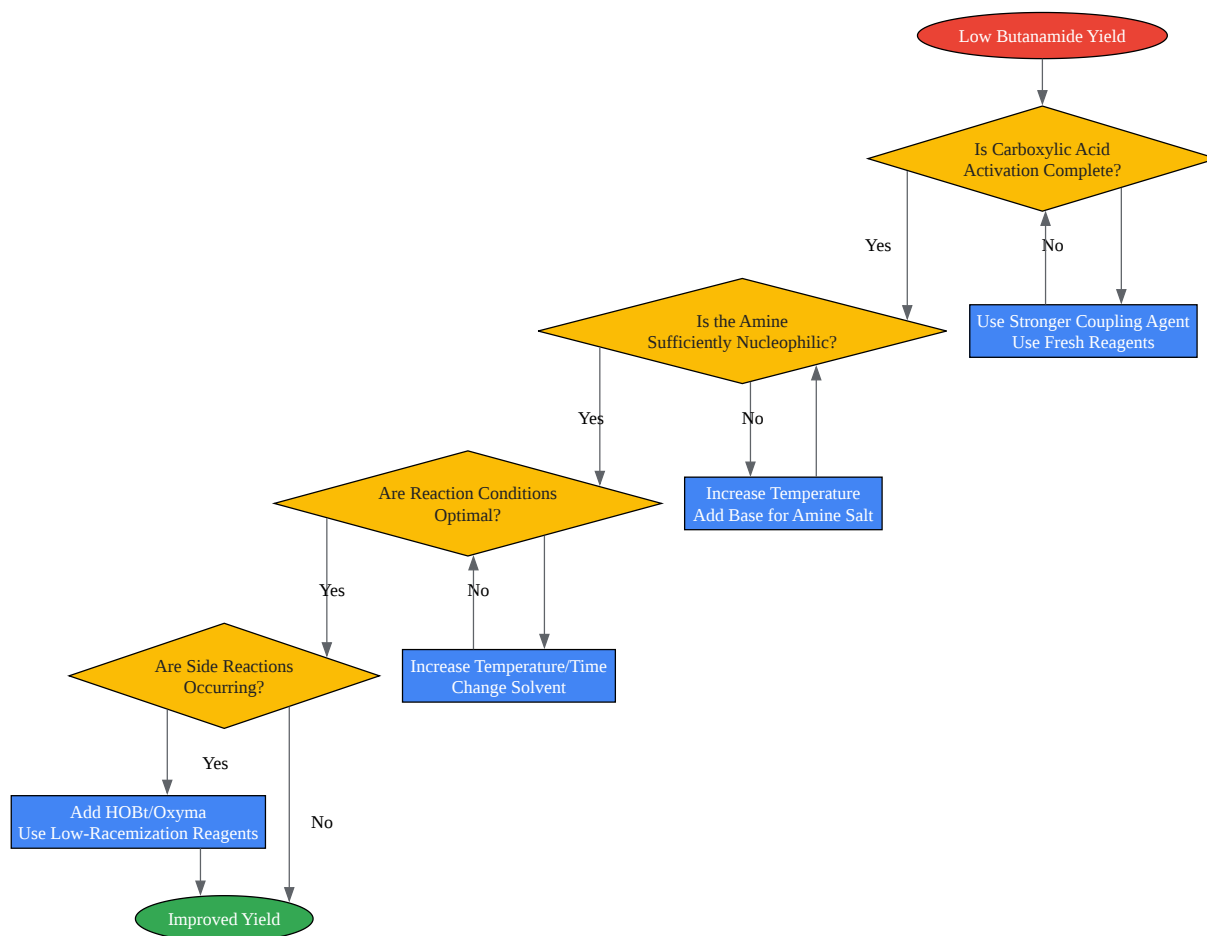 Low Butanamide Yield
Is Carboxylic Acid
Activation Complete?
Yes
No
Use Stronger Coupling Agent
Use Fresh Reagents
Is the Amine
Sufficiently Nucleophilic?
Yes
No
Increase Temperature
Add Base for Amine Salt
Are Reaction Conditions
Optimal?
Yes
No
Increase Temperature/Time
Change Solvent
Are Side Reactions
Occurring?
Yes
Add HOBt/Oxyma
Use Low-Racemization Reagents
No
Improved Yield